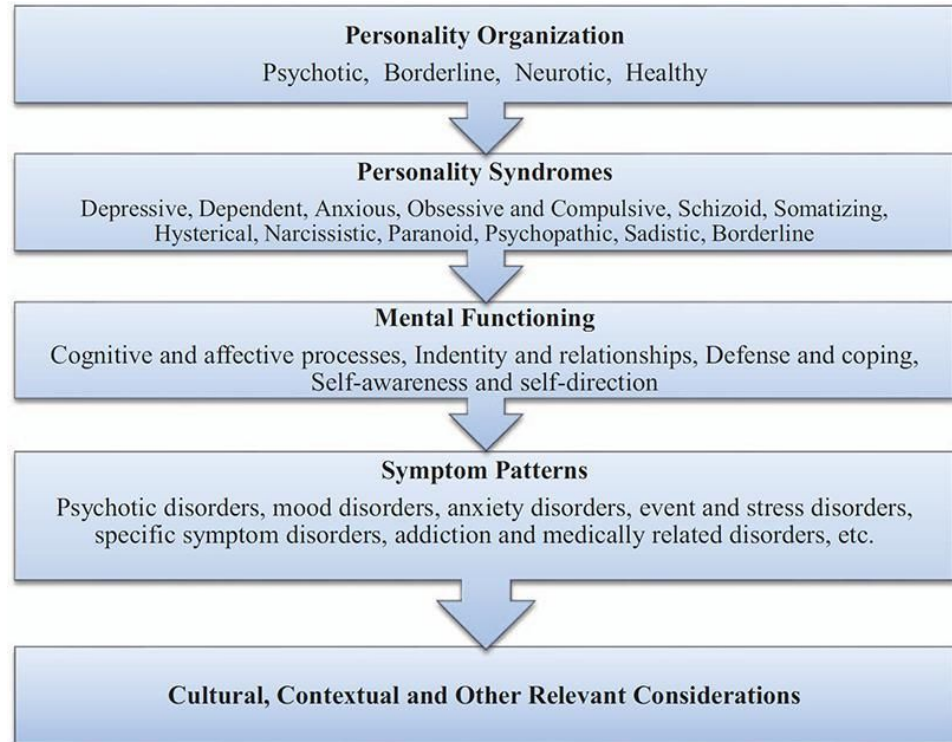 Personality Organization
Psychotic, Borderline, Neurotic, Healthy
Personality Syndromes
Depressive, Dependent, Anxious, Obsessive and Compulsive, Schizoid, Somatizing,
Hysterical, Narcissistic, Paranoid, Psychopathic, Sadistic, Borderline
Mental Functioning
Cognitive and affective processes, Indentity and relationships, Defense and coping,
Self-awareness and self-direction
Symptom Patterns
Psychotic disorders, mood disorders, anxiety disorders, event and stress disorders,
specific symptom disorders, addiction and medically related disorders, etc.
Cultural, Contextual and Other Relevant Considerations